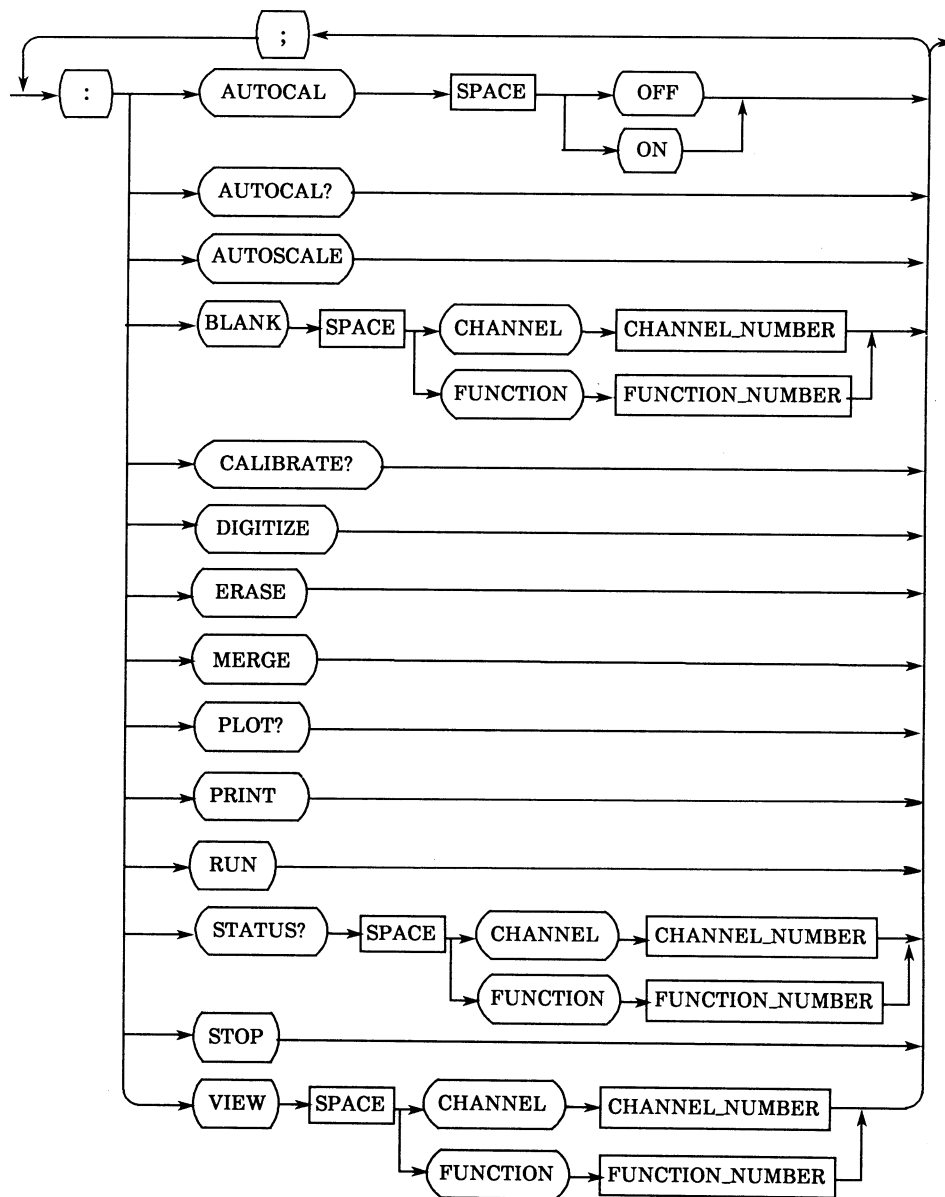 ;
: AUTOCAL SPACE OFF
ON
AUTOCAL?
AUTOSCALE
BLANK SPACE CHANNEL CHANNEL_NUMBER
FUNCTION FUNCTION_NUMBER
CALIBRATE?
DIGITIZE
ERASE
MERGE
PLOT?
PRINT
RUN
STATUS? SPACE CHANNEL CHANNEL_NUMBER
FUNCTION FUNCTION_NUMBER
STOP
VIEW SPACE CHANNEL CHANNEL_NUMBER
FUNCTION FUNCTION_NUMBER